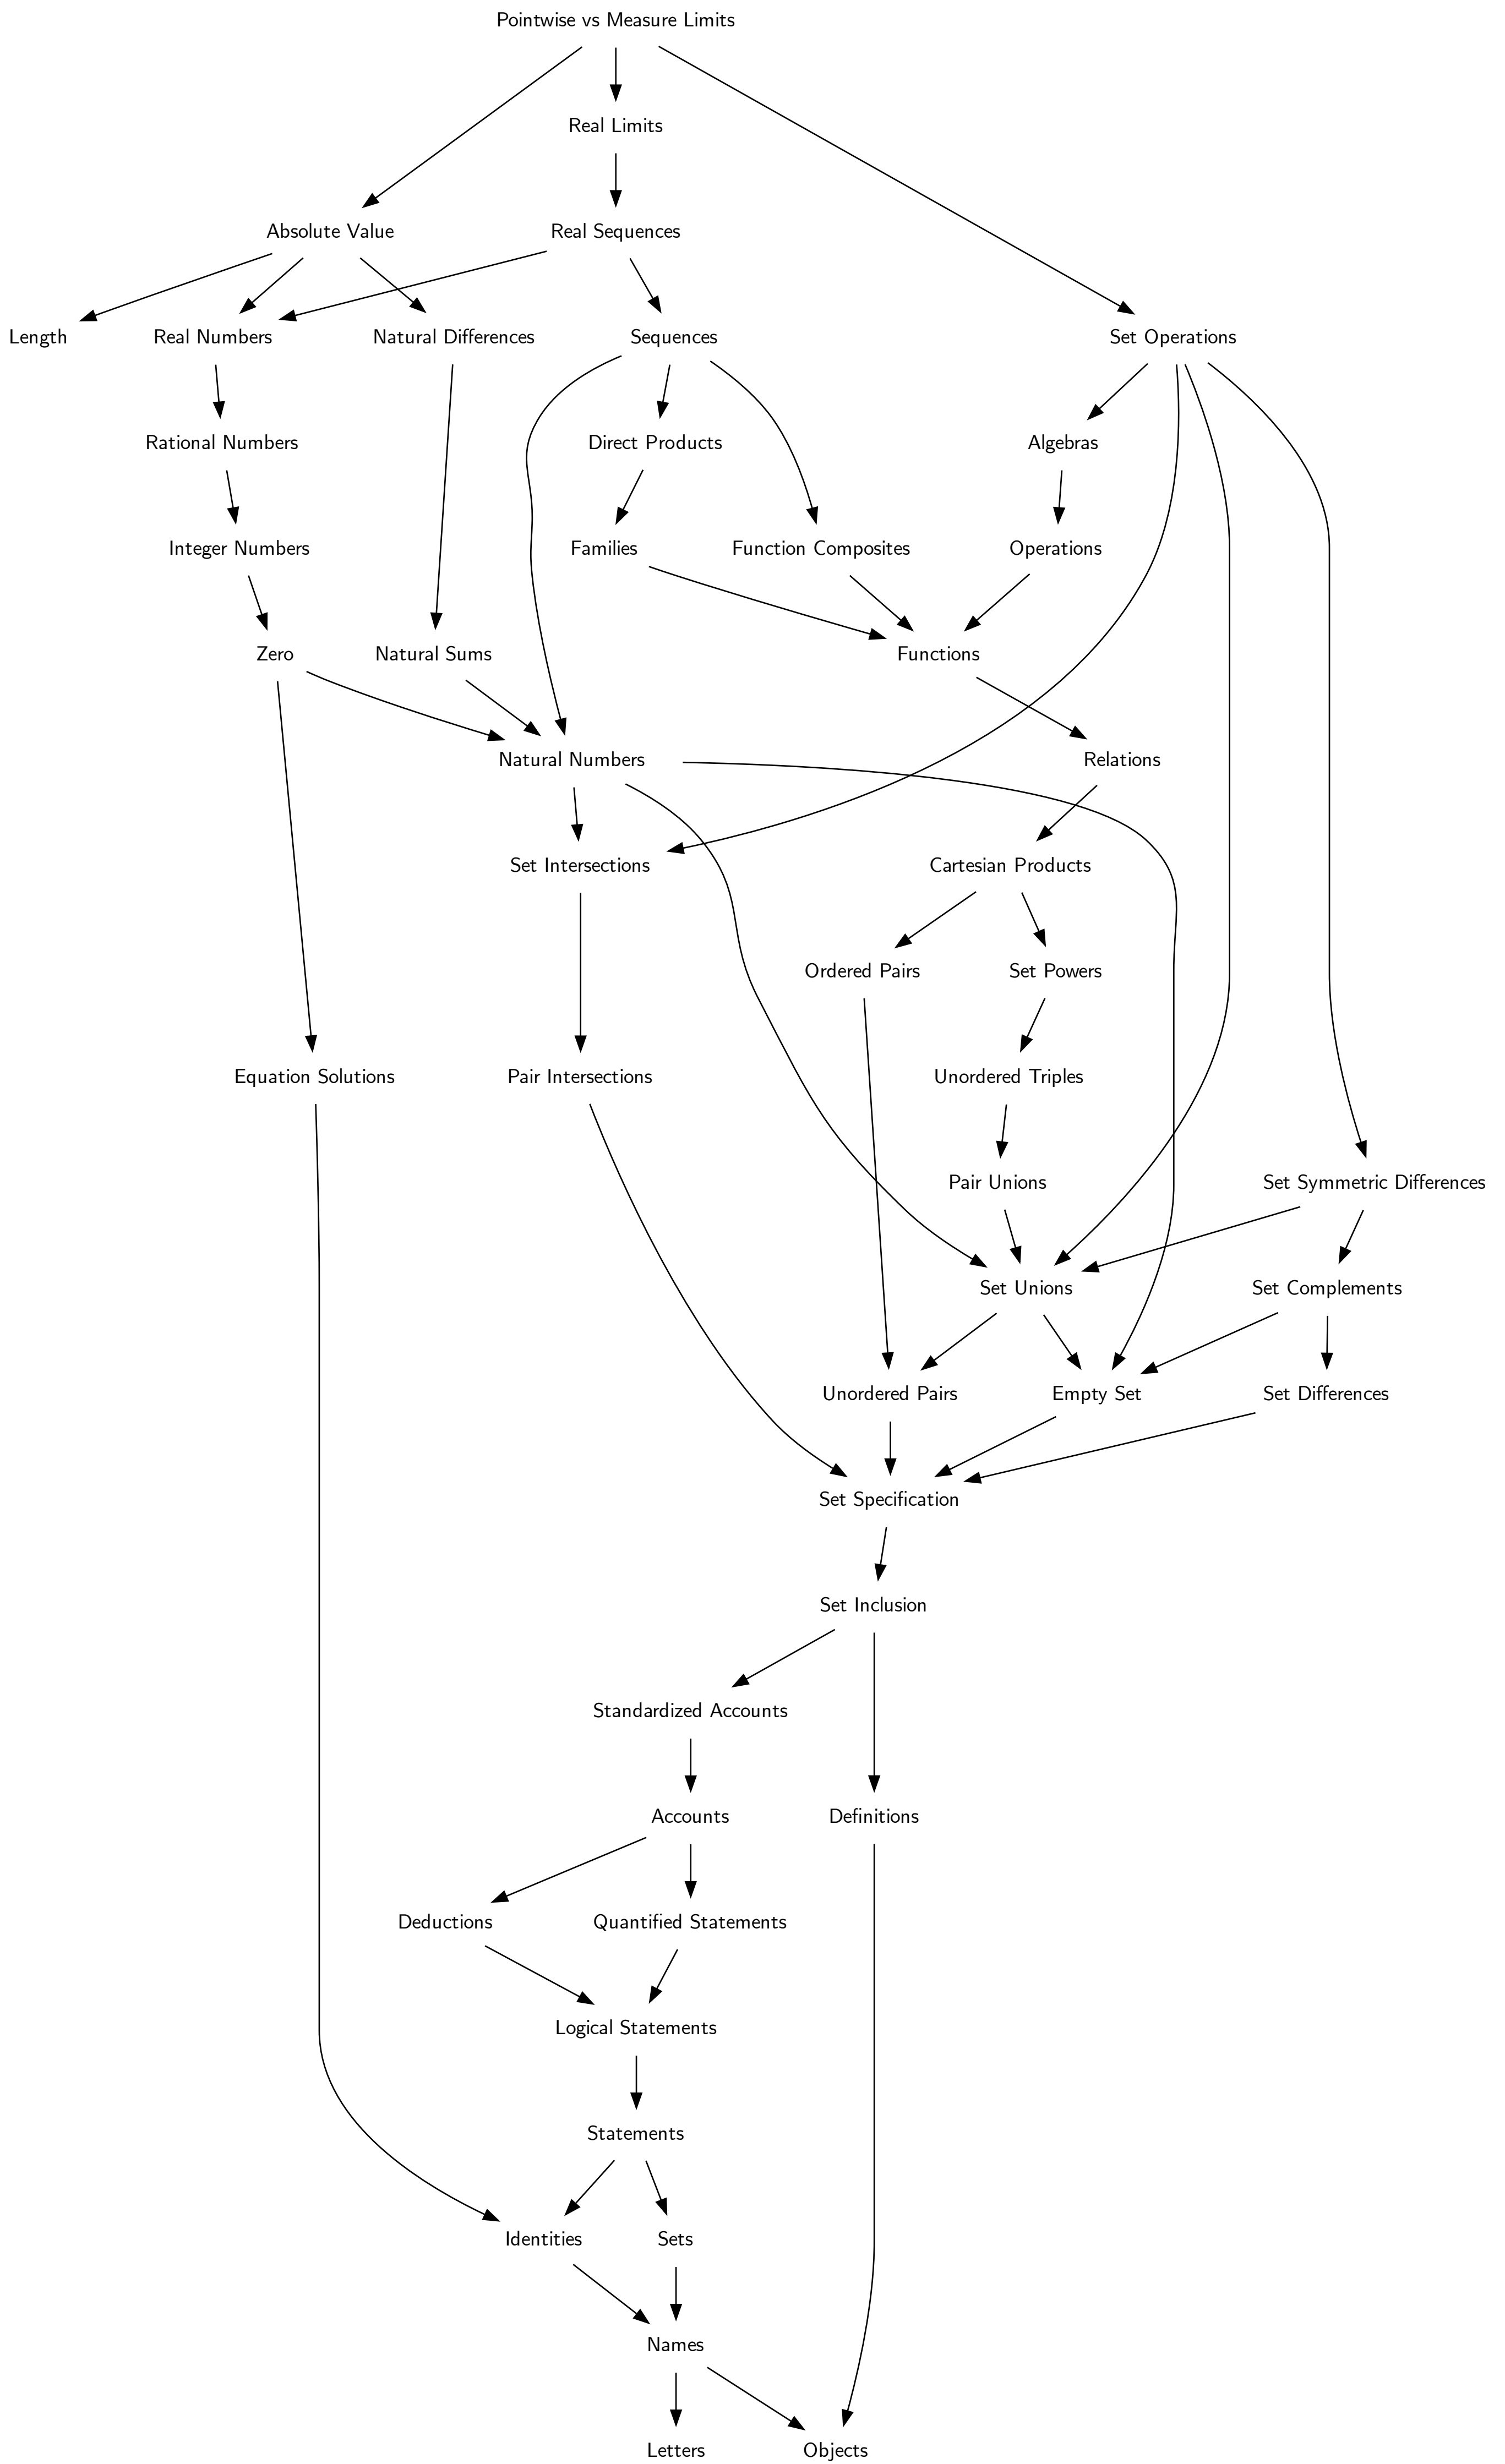 Pointwise vs Measure Limits
Real Limits
Absolute Value
Real Sequences
Length
Real Numbers
Natural Differences
Sequences
Set Operations
Rational Numbers
Direct Products
Algebras
Integer Numbers
Families
Function Composites
Operations
Zero
Natural Sums
Functions
Natural Numbers
Relations
Set Intersections
Cartesian Products
Ordered Pairs
Set Powers
Equation Solutions
Pair Intersections
Unordered Triples
Pair Unions
Set Symmetric Differences
Set Unions
Set Complements
Unordered Pairs
Empty Set
Set Differences
Set Specification
Set Inclusion
Standardized Accounts
Accounts
Definitions
Deductions
Quantified Statements
Logical Statements
Statements
Identities
Sets
Names
Letters
Objects